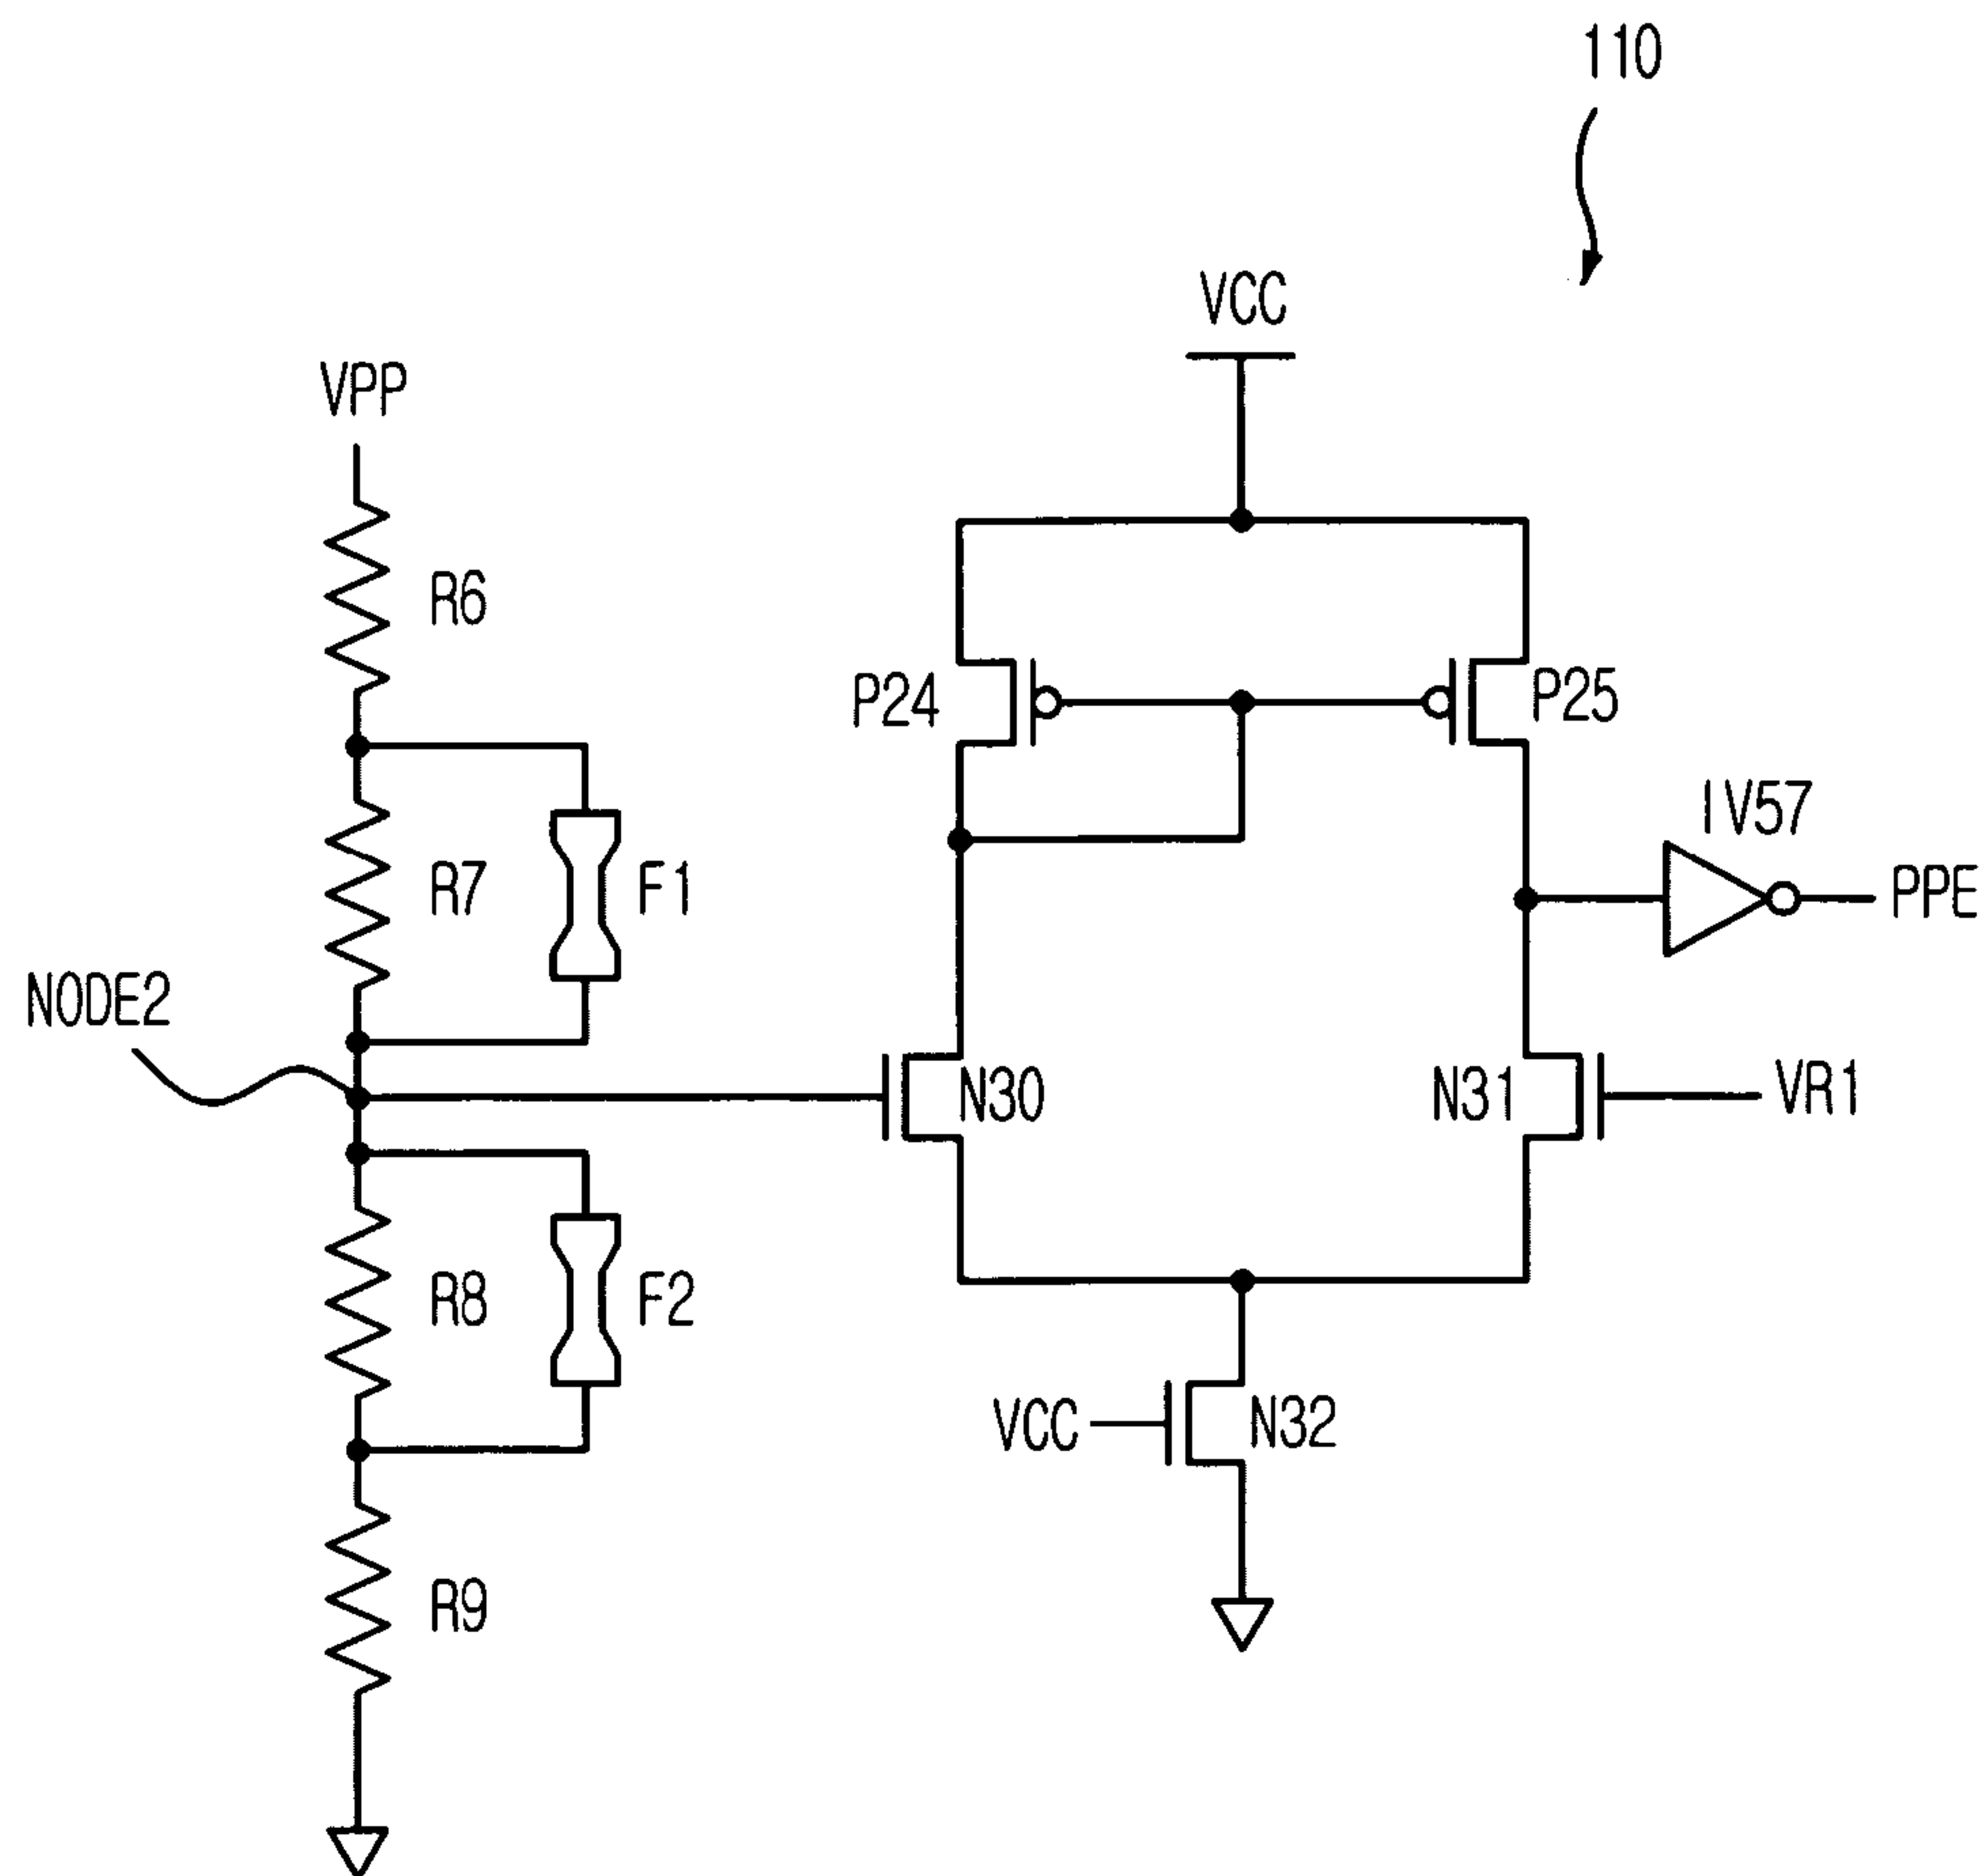 110
VCC
VPP
R6
P24
P25
IV57
R7
F1
PPE
NODE2
N30
N31
VR1
R8
F2
VCC
N32
R9